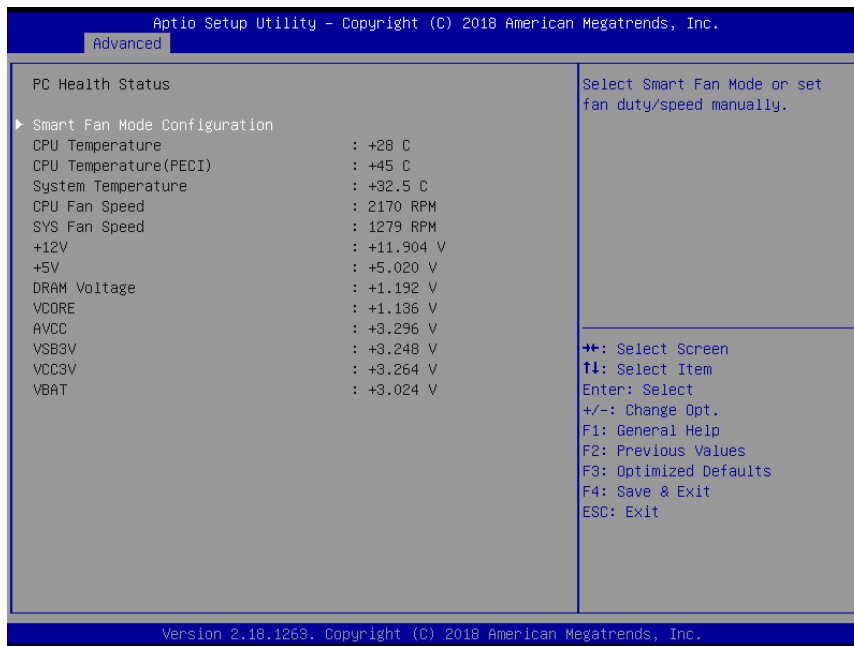 Aptio Setup Utility – Copyright (C) 2018 American Megatrends, Inc.
Advanced
PC Health Status
Smart Fan Mode Configuration
CPU Temperature : +28 C
CPU Temperature(PECI) : +45 C
System Temperature : +32.5 C
CPU Fan Speed : 2170 RPM
SYS Fan Speed : 1279 RPM
+12V : +11.904 V
+5V : +5.020 V
DRAM Voltage : +1.192 V
VCORE : +1.136 V
AVCC : +3.296 V
VSB3V : +3.248 V
VCC3V : +3.264 V
VBAT : +3.024 V
Select Smart Fan Mode or set
fan duty/speed manually.
→←: Select Screen
↑↓: Select Item
Enter: Select
+/-: Change Opt.
F1: General Help
F2: Previous Values
F3: Optimized Defaults
F4: Save & Exit
ESC: Exit
Version 2.18.1263. Copyright (C) 2018 American Megatrends, Inc.